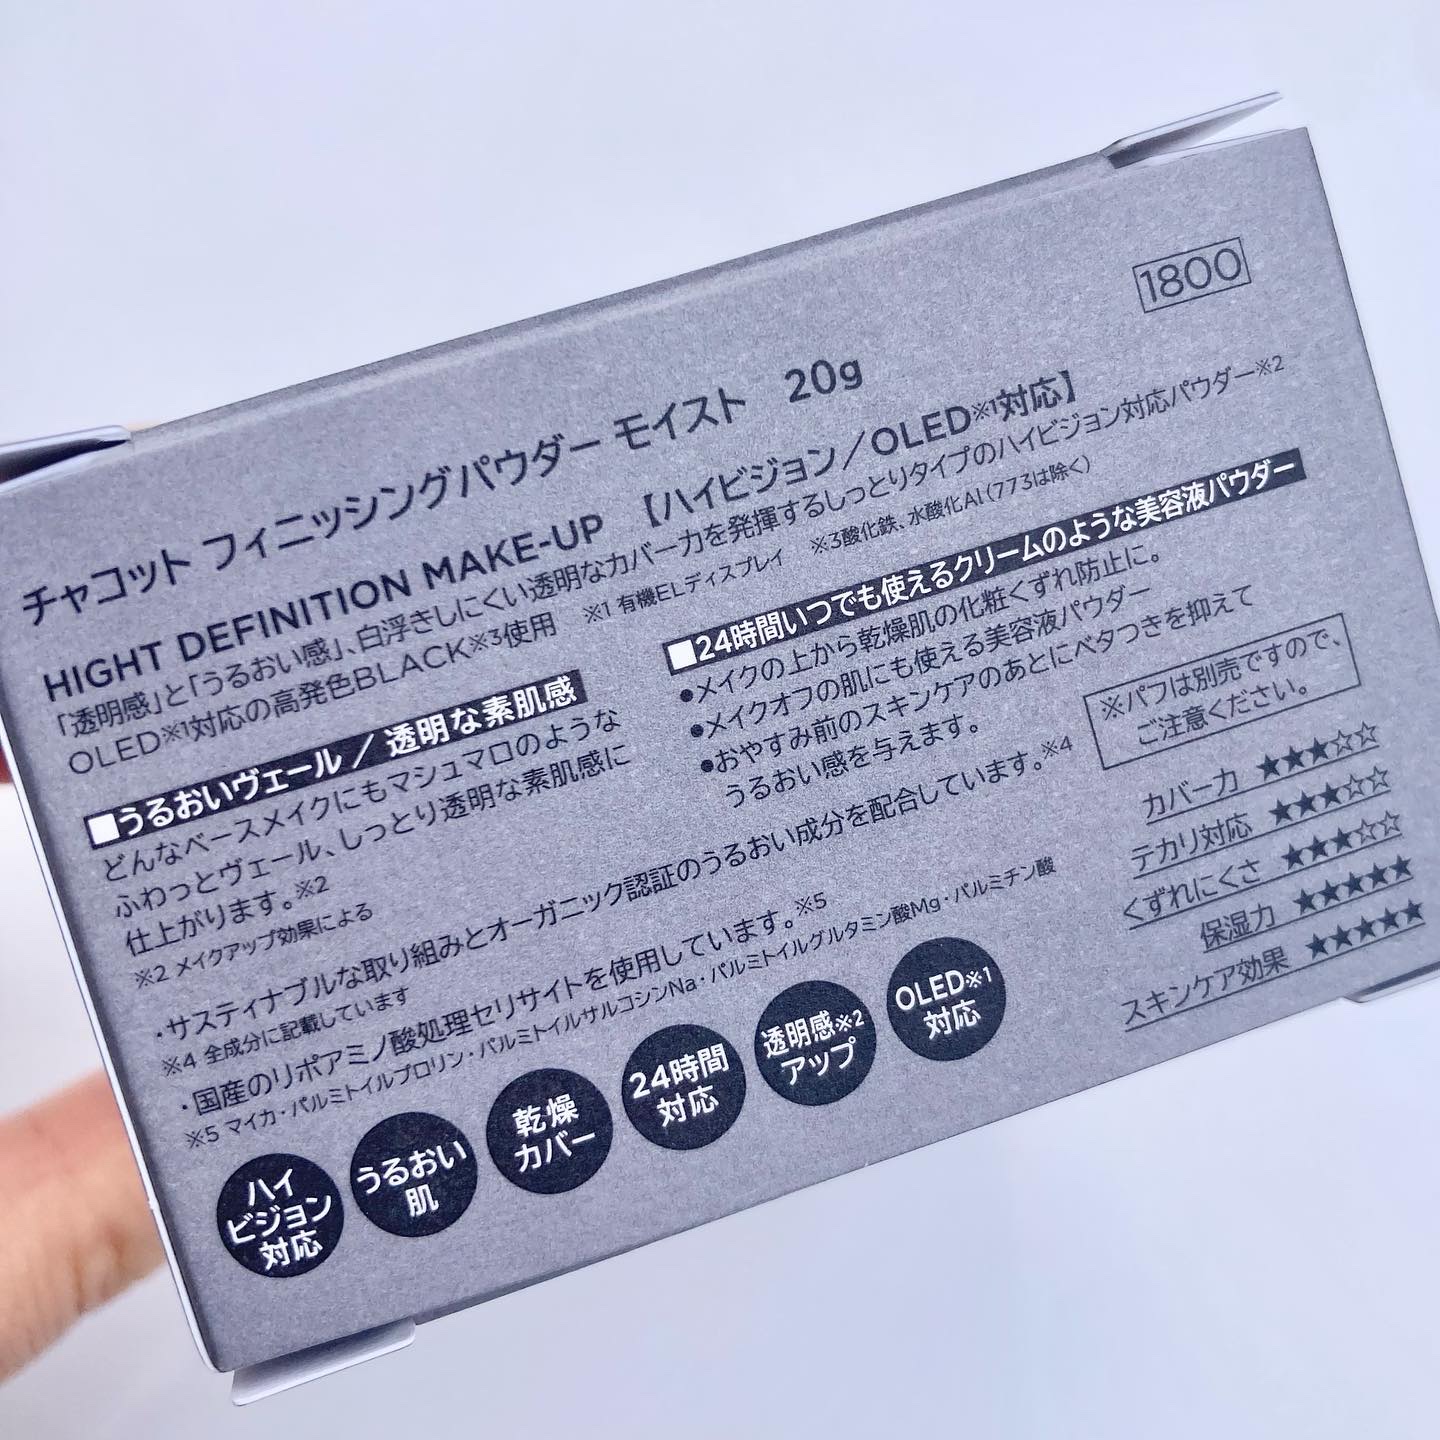 1800
チャコット フィニッシングパウダー モイスト 20g
HIGHT DEFINITION MAKE-UP 【ハイビジョン／OLED※1対応】
「透明感」と「うるおい感」、白浮きしにくい透明なカバー力を発揮するしっとりタイプのハイビジョン対応パウダー※2
OLED※1対応の高発色BLACK※3使用 ※1 有機ELディスプレイ ※3酸化鉄、水酸化Al（773は除く）
■うるおいヴェール / 透明な素肌感
どんなベースメイクにもマシュマロのような
ふわっとヴェール、しっとり透明な素肌感に
仕上がります。※2
※2 メイクアップ効果による
■24時間いつでも使えるクリームのような美容液パウダー
●メイクの上から乾燥肌の化粧くずれ防止に。
●メイクオフの肌にも使える美容液パウダー
●おやすみ前のスキンケアのあとにベタつきを抑えて
うるおい感を与えます。
・サスティナブルな取り組みとオーガニック認証のうるおい成分を配合しています。※4
※4 全成分に記載しています
・国産のリポアミノ酸処理セリサイトを使用しています。※5
※5 マイカ・パルミトイルプロリン・パルミトイルサルコシンNa・パルミトイルグルタミン酸Mg・パルミチン酸
※パフは別売ですので、
ご注意ください。
カバー力 ★★★☆☆
テカリ対応 ★★★☆☆
くずれにくさ ★★★☆☆
保湿力 ★★★★★
スキンケア効果 ★★★★★
ハイ
ビジョン
対応
うるおい
肌
乾燥
カバー
24時間
対応
透明感※2
アップ
OLED※1
対応